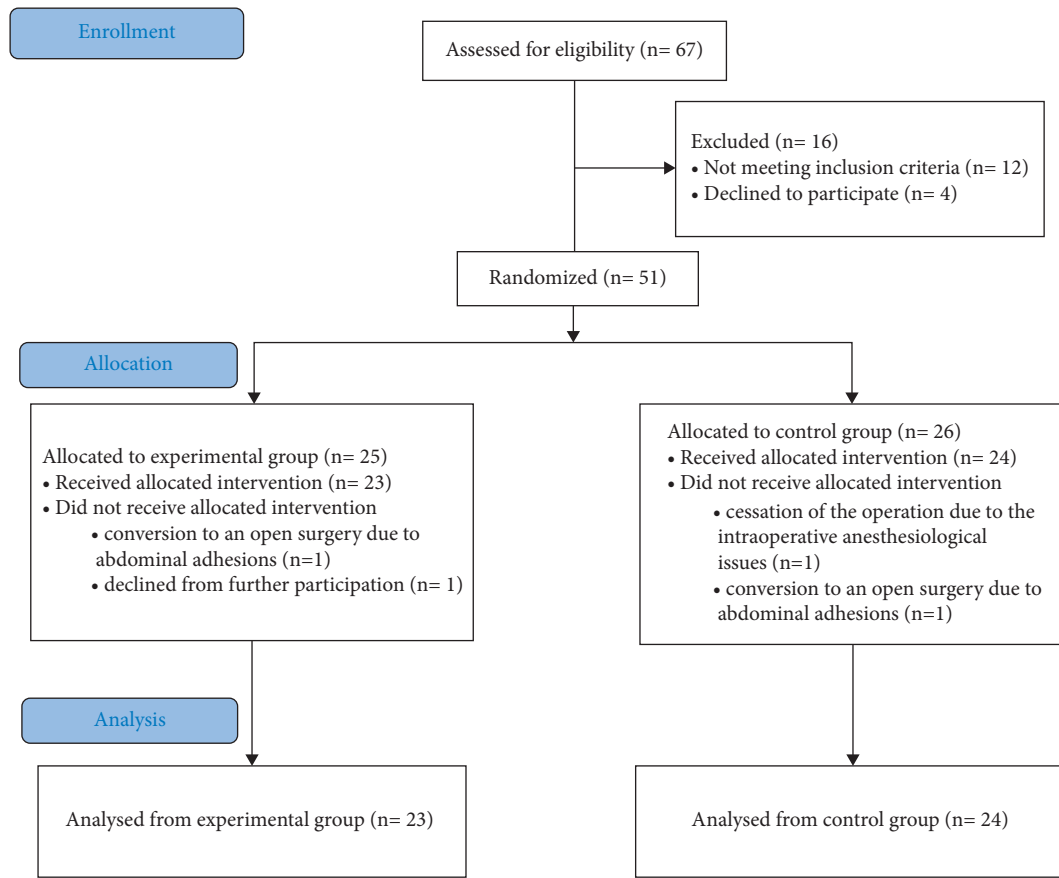 Enrollment
Assessed for eligibility (n= 67)
Excluded (n= 16)
• Not meeting inclusion criteria (n= 12)
• Declined to participate (n= 4)
Randomized (n= 51)
Allocation
Allocated to experimental group (n= 25)
• Received allocated intervention (n= 23)
• Did not receive allocated intervention
• conversion to an open surgery due to
abdominal adhesions (n=1)
• declined from further participation (n= 1)
Allocated to control group (n= 26)
• Received allocated intervention (n= 24)
• Did not receive allocated intervention
• cessation of the operation due to the
intraoperative anesthesiological
issues (n=1)
• conversion to an open surgery due to
abdominal adhesions (n=1)
Analysis
Analysed from experimental group (n= 23)
Analysed from control group (n= 24)